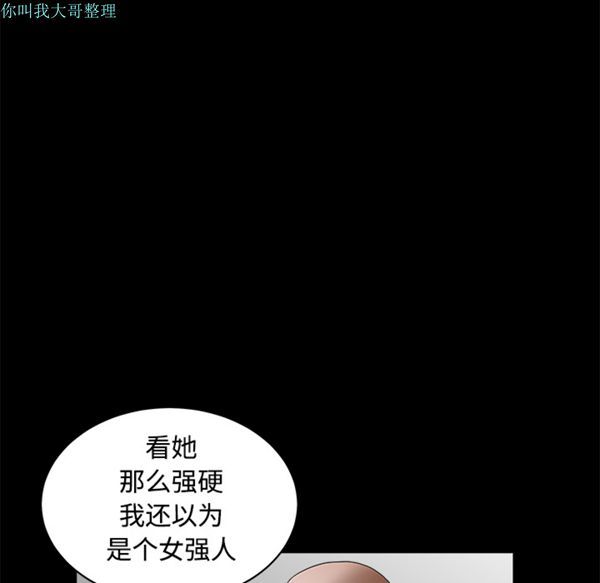 你叫我大哥整理
看她
那么强硬
我还以为
是个女强人